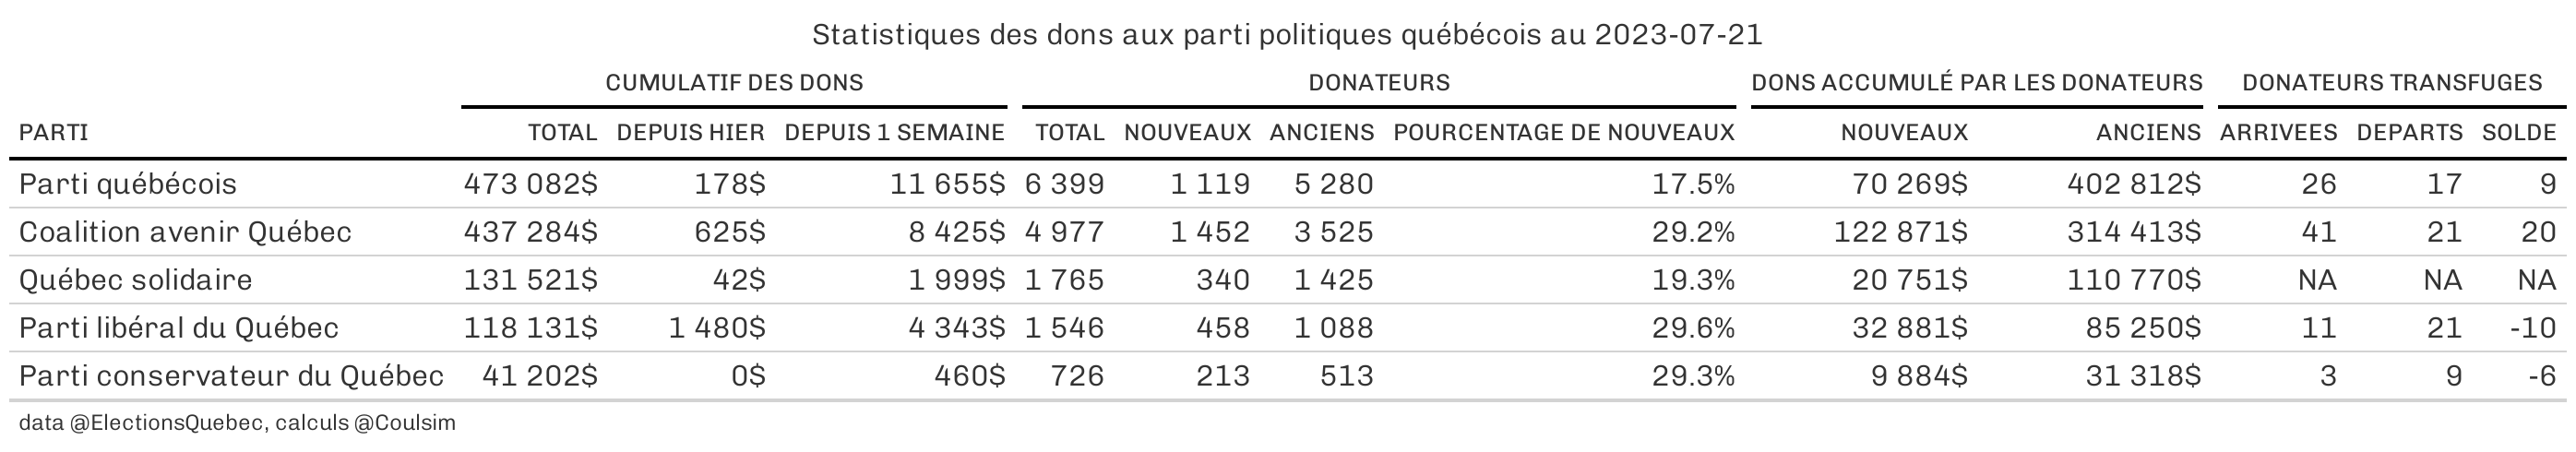 Statistiques des dons aux parti politiques québécois au 2023-07-21
CUMULATIF DES DONS DONATEURS DONS ACCUMULÉ PAR LES DONATEURS DONATEURS TRANSFUGES
PARTI TOTAL DEPUIS HIER DEPUIS 1 SEMAINE TOTAL NOUVEAUX ANCIENS POURCENTAGE DE NOUVEAUX NOUVEAUX ANCIENS ARRIVEES DEPARTS SOLDE
Parti québécois 473 082$ 178$ 11 655$ 6 399 1 119 5 280 17.5% 70 269$ 402 812$ 26 17 9
Coalition avenir Québec 437 284$ 625$ 8 425$ 4 977 1 452 3 525 29.2% 122 871$ 314 413$ 41 21 20
Québec solidaire 131 521$ 42$ 1 999$ 1 765 340 1 425 19.3% 20 751$ 110 770$ NA NA NA
Parti libéral du Québec 118 131$ 1 480$ 4 343$ 1 546 458 1 088 29.6% 32 881$ 85 250$ 11 21 -10
Parti conservateur du Québec 41 202$ 0$ 460$ 726 213 513 29.3% 9 884$ 31 318$ 3 9 -6
data @ElectionsQuebec, calculs @Coulsim